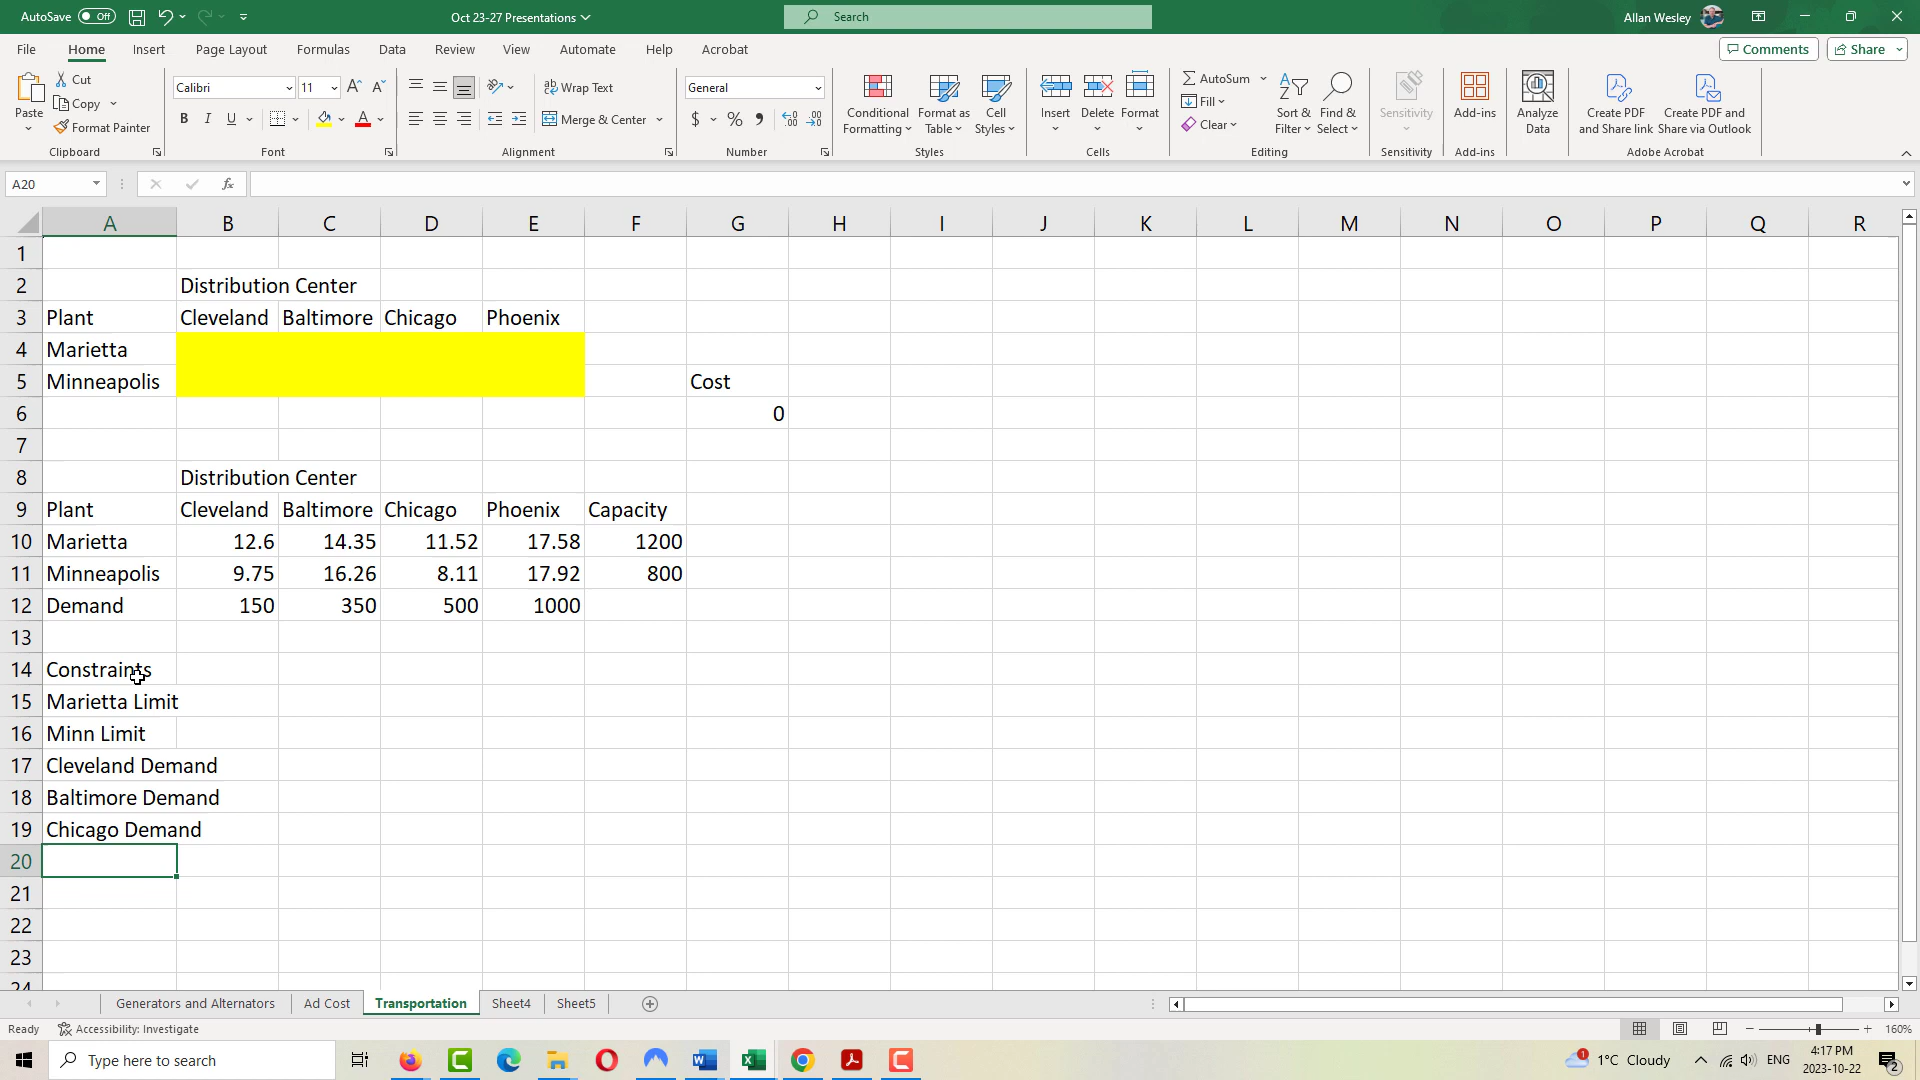 AutoSave Off
Oct 23-27 Presentations
Search
Allan Wesley
File Home Insert Page Layout Formulas Data Review View Automate Help Acrobat
Comments Share
Paste
Cut
Copy
Format Painter
Clipboard
Calibri 11
B I U
Font
Wrap Text
Merge & Center
Alignment
General
$ % 9
Number
Conditional Formatting
Format as Table
Cell Styles
Styles
Insert Delete Format
Cells
AutoSum
Fill
Clear
Sort & Filter
Find & Select
Editing
Sensitivity
Sensitivity
Add-ins
Add-ins
Analyze Data
Create PDF and Share link
Create PDF and Share via Outlook
Adobe Acrobat
A20
fx
A B C D E F G H I J K L M N O P Q R
1
2 Distribution Center
3 Plant Cleveland Baltimore Chicago Phoenix
4 Marietta
5 Minneapolis Cost
6 0
7
8 Distribution Center
9 Plant Cleveland Baltimore Chicago Phoenix Capacity
10 Marietta 12.6 14.35 11.52 17.58 1200
11 Minneapolis 9.75 16.26 8.11 17.92 800
12 Demand 150 350 500 1000
13
14 Constraints
15 Marietta Limit
16 Minn Limit
17 Cleveland Demand
18 Baltimore Demand
19 Chicago Demand
20
21
22
23
24
Generators and Alternators Ad Cost Transportation Sheet4 Sheet5
Ready Accessibility: Investigate
160%
Type here to search
1 1°C Cloudy
ENG
4:17 PM
2023-10-22
2